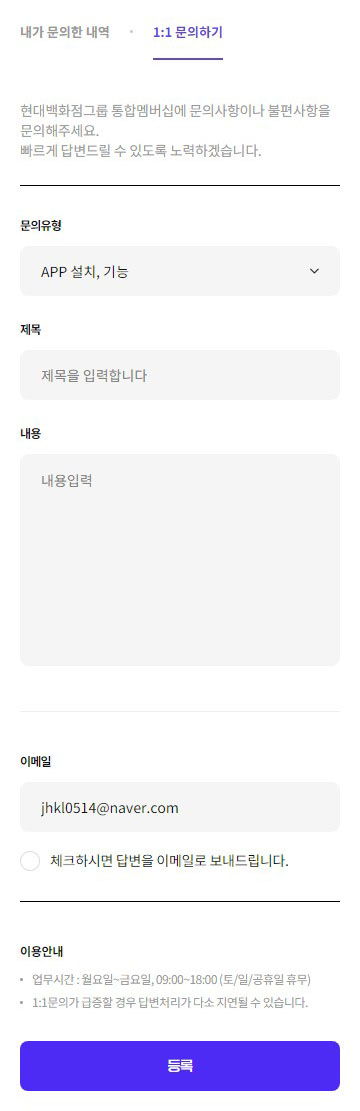 내가 문의한 내역 • 1:1 문의하기
현대백화점그룹 통합멤버십에 문의사항이나 불편사항을
문의해주세요.
빠르게 답변드릴 수 있도록 노력하겠습니다.
문의유형
APP 설치, 기능
제목
제목을 입력합니다
내용
내용입력
이메일
jhkl0514@naver.com
체크하시면 답변을 이메일로 보내드립니다.
이용안내
• 업무시간 : 월요일~금요일, 09:00~18:00 (토/일/공휴일 휴무)
• 1:1문의가 급증할 경우 답변처리가 다소 지연될 수 있습니다.
등록